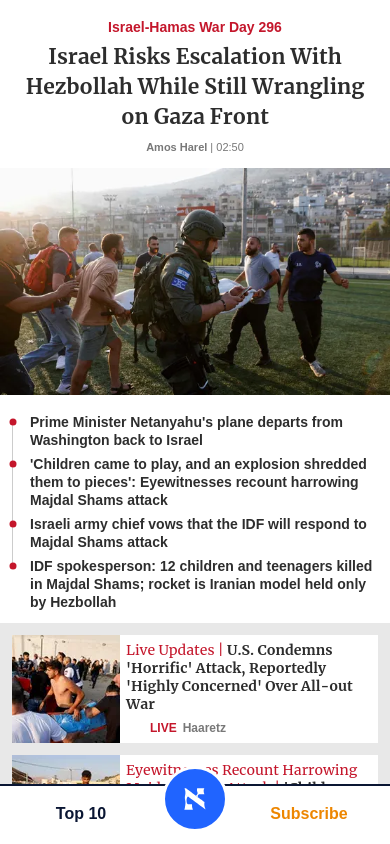 Israel-Hamas War Day 296
Israel Risks Escalation With
Hezbollah While Still Wrangling
on Gaza Front
Amos Harel | 02:50
Prime Minister Netanyahu's plane departs from
Washington back to Israel
'Children came to play, and an explosion shredded
them to pieces': Eyewitnesses recount harrowing
Majdal Shams attack
Israeli army chief vows that the IDF will respond to
Majdal Shams attack
IDF spokesperson: 12 children and teenagers killed
in Majdal Shams; rocket is Iranian model held only
by Hezbollah
Live Updates | U.S. Condemns
'Horrific' Attack, Reportedly
'Highly Concerned' Over All-out
War
LIVE Haaretz
Recount Harrowing
Top 10
Subscribe